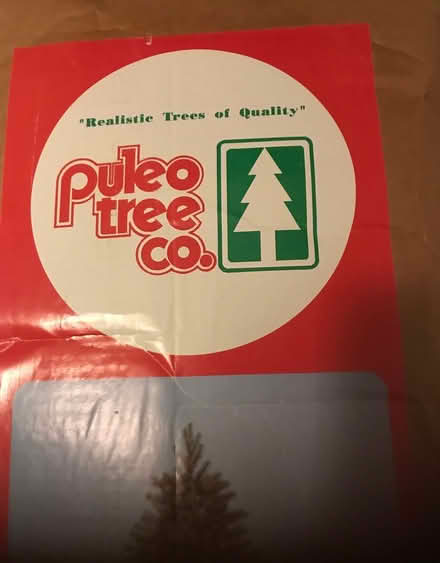 "Realistic Trees of Quality"
puleo
tree
co.